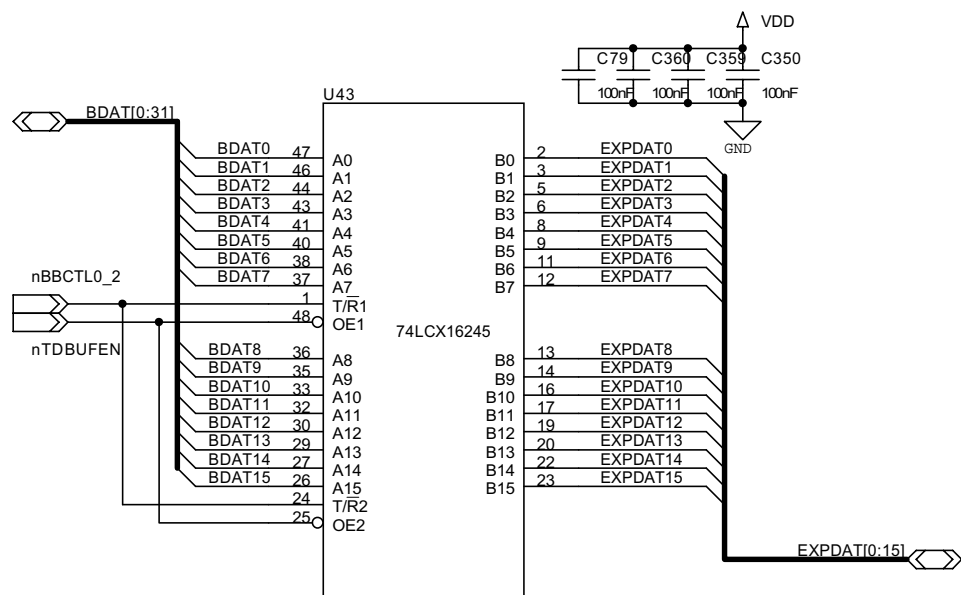 VDD
C79 C360 C359 C350
100nF 100nF 100nF 100nF
GND
U43
BDAT[0:31]
BDAT0 47 A0 B0 2 EXPDAT0
BDAT1 46 A1 B1 3 EXPDAT1
BDAT2 44 A2 B2 5 EXPDAT2
BDAT3 43 A3 B3 6 EXPDAT3
BDAT4 41 A4 B4 8 EXPDAT4
BDAT5 40 A5 B5 9 EXPDAT5
BDAT6 38 A6 B6 11 EXPDAT6
BDAT7 37 A7 B7 12 EXPDAT7
nBBCTL0_2
1 T/R̅1
48 OE1
74LCX16245
nTDBUFEN
BDAT8 36 A8 B8 13 EXPDAT8
BDAT9 35 A9 B9 14 EXPDAT9
BDAT10 33 A10 B10 16 EXPDAT10
BDAT11 32 A11 B11 17 EXPDAT11
BDAT12 30 A12 B12 19 EXPDAT12
BDAT13 29 A13 B13 20 EXPDAT13
BDAT14 27 A14 B14 22 EXPDAT14
BDAT15 26 A15 B15 23 EXPDAT15
24 T/R̅2
25 OE2
EXPDAT[0:15]